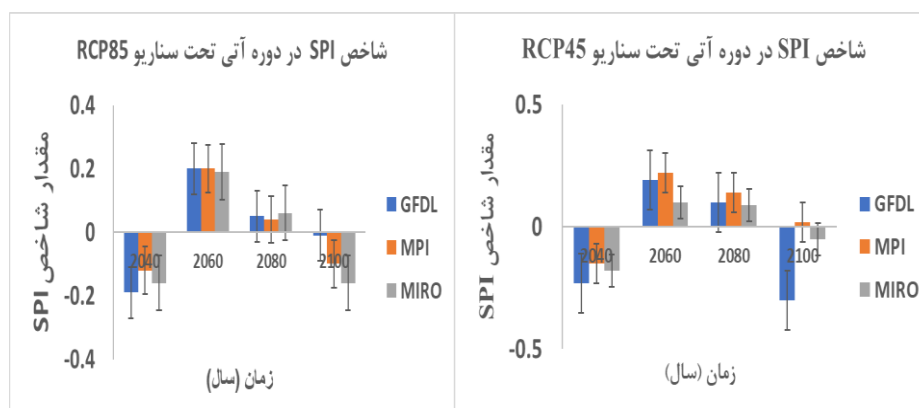 شاخص SPI در دوره آتی تحت سناریو RCP85
مقدار شاخص SPI
0.4
0.2
0
-0.2
-0.4
2040
2060
2080
2100
GFDL
MPI
MIRO
زمان (سال)
شاخص SPI در دوره آتی تحت سناریو RCP45
مقدار شاخص SPI
0.5
0
-0.5
2040
2060
2080
2100
GFDL
MPI
MIRO
زمان (سال)